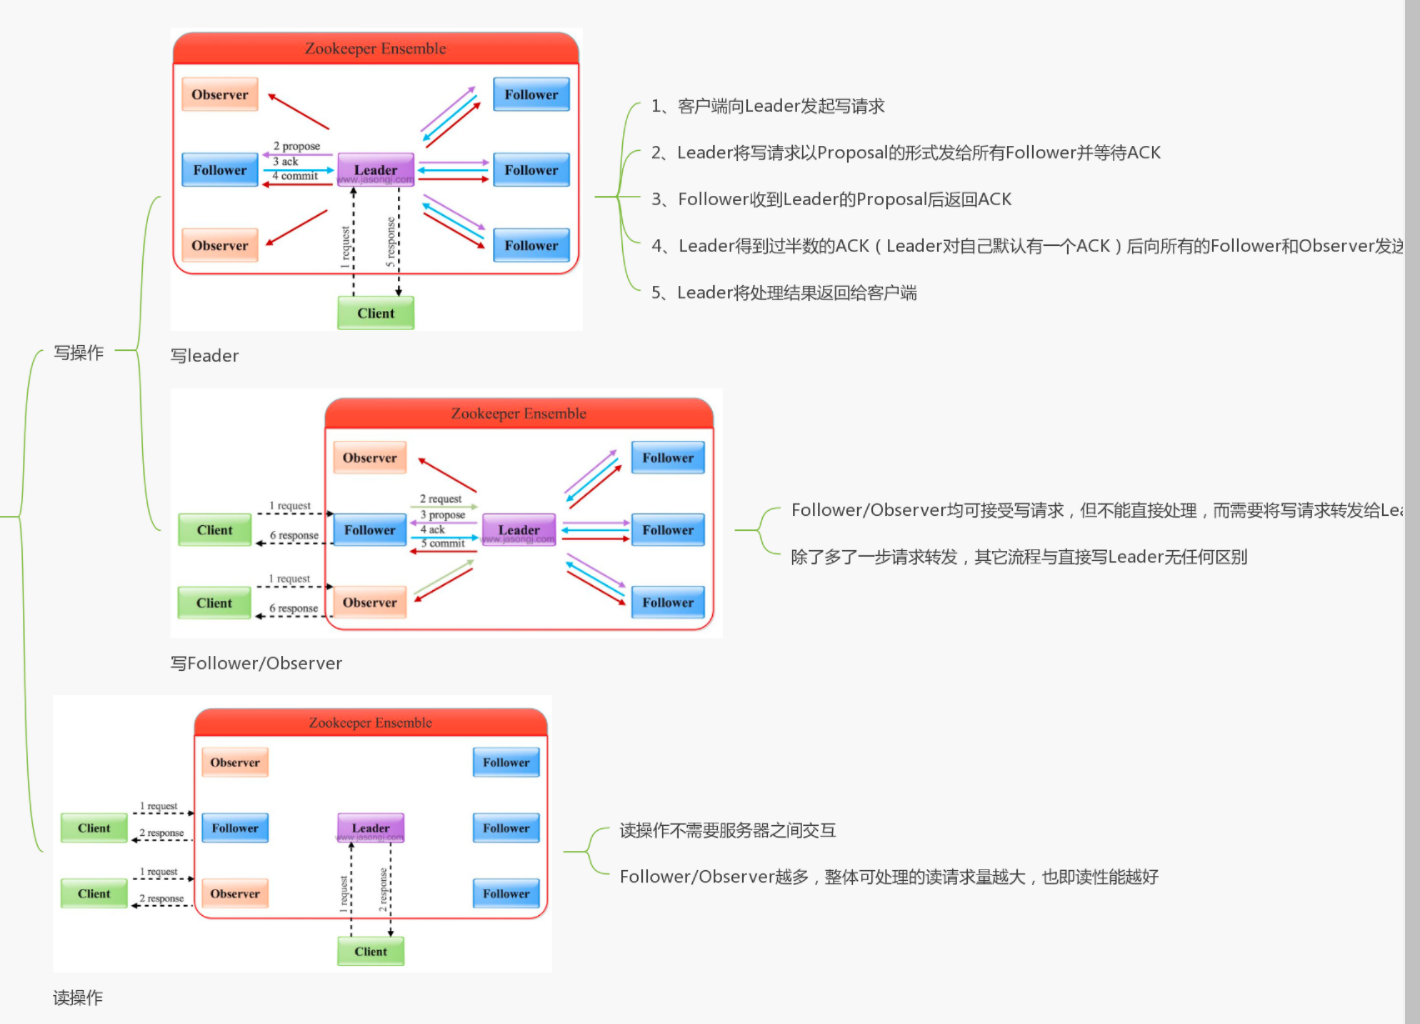 Zookeeper Ensemble
Observer
Follower
2 propose
Follower
3 ack
Leader
Follower
4 commit
www.jasongj.com
Observer
1 request
5 response
Follower
Client
写leader
1、客户端向Leader发起写请求
2、Leader将写请求以Proposal的形式发给所有Follower并等待ACK
3、Follower收到Leader的Proposal后返回ACK
4、Leader得到过半数的ACK（Leader对自己默认有一个ACK）后向所有的Follower和Observer发送
5、Leader将处理结果返回给客户端
写操作
Zookeeper Ensemble
Observer
Follower
1 request
2 request
3 propose
Client
Follower
Leader
Follower
4 ack
www.jasongj.com
6 response
5 commit
1 request
Client
Observer
Follower
6 response
写Follower/Observer
Follower/Observer均可接受写请求，但不能直接处理，而需要将写请求转发给Lea
除了多了一步请求转发，其它流程与直接写Leader无任何区别
Zookeeper Ensemble
Observer
Follower
1 request
Client
Follower
Leader
Follower
www.jasongj.com
2 response
1 request
Client
Observer
1 request
2 response
Follower
2 response
Client
读操作
读操作不需要服务器之间交互
Follower/Observer越多，整体可处理的读请求量越大，也即读性能越好